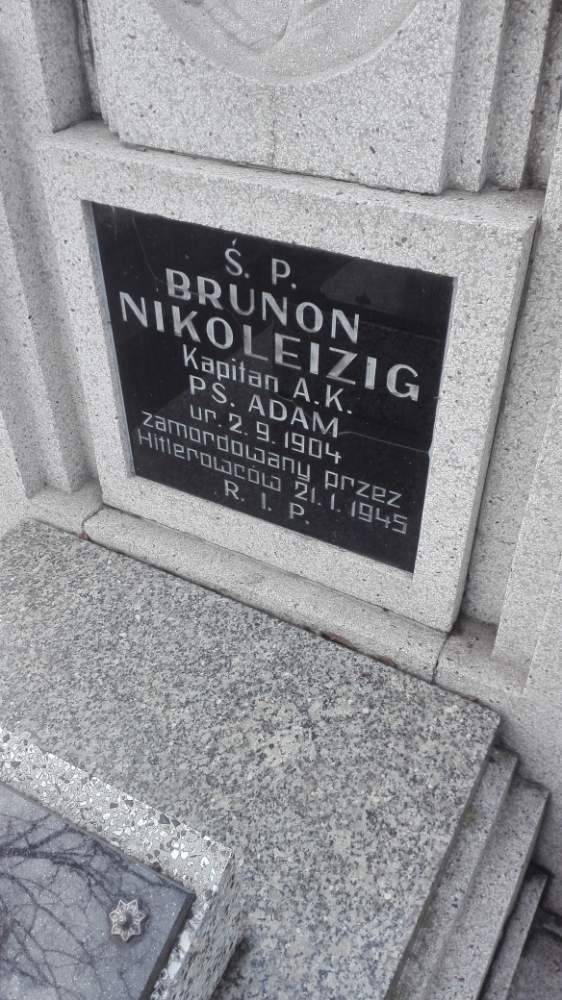 Ś. P.
BRUNON
NIKOLEIZIG
Kapitan A.K.
PS. ADAM
ur. 2. 9. 1904
zamordowany przez
Hitlerowców 21. 1. 1945
R. I. P.